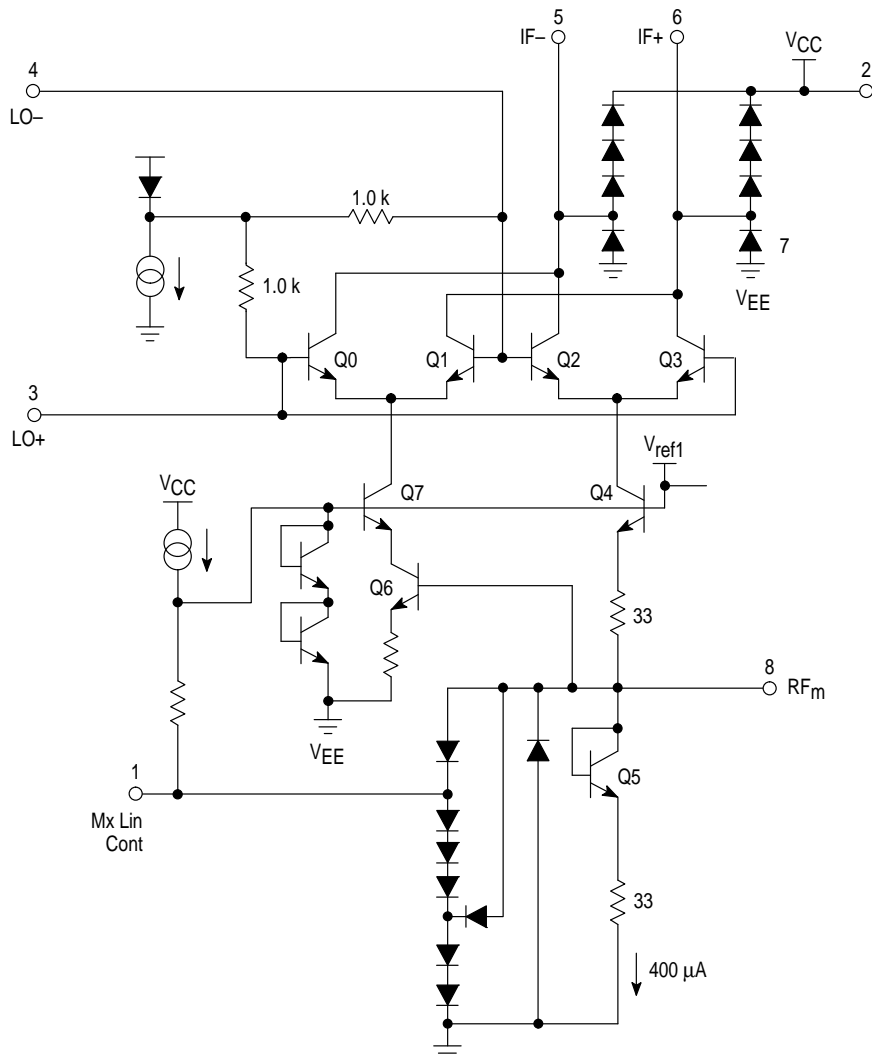 5
6
IF–
IF+
VCC
4
2
LO–
1.0 k
1.0 k
7
VEE
Q0
Q1
Q2
Q3
3
LO+
Vref1
VCC
Q7
Q4
Q6
33
8
RFm
VEE
Q5
1
Mx Lin
Cont
33
400 µA